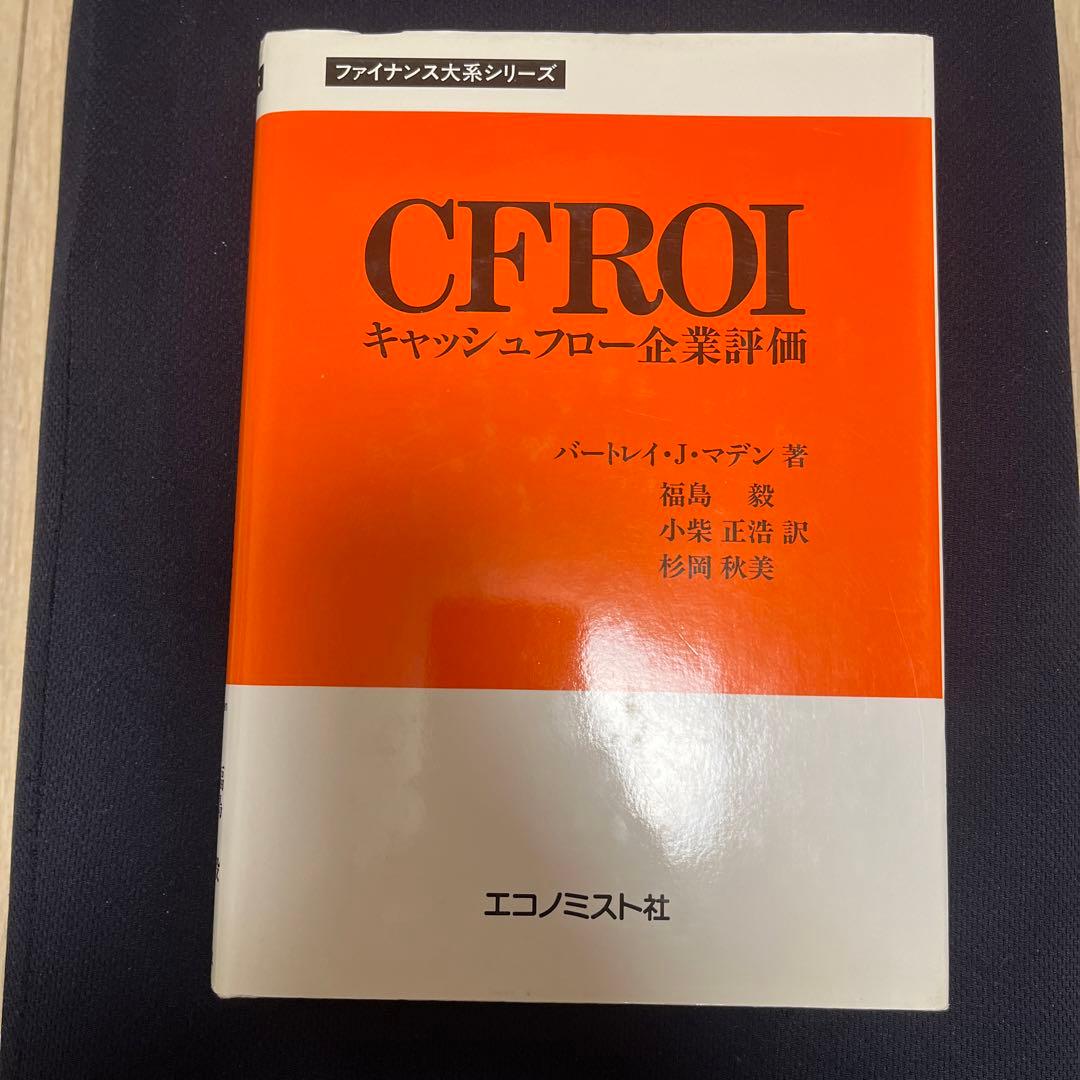 ファイナンス大系シリーズ
CFROI
キャッシュフロー企業評価
バートレイ・J・マデン 著
福島 毅
小柴 正浩 訳
杉岡 秋美
エコノミスト社